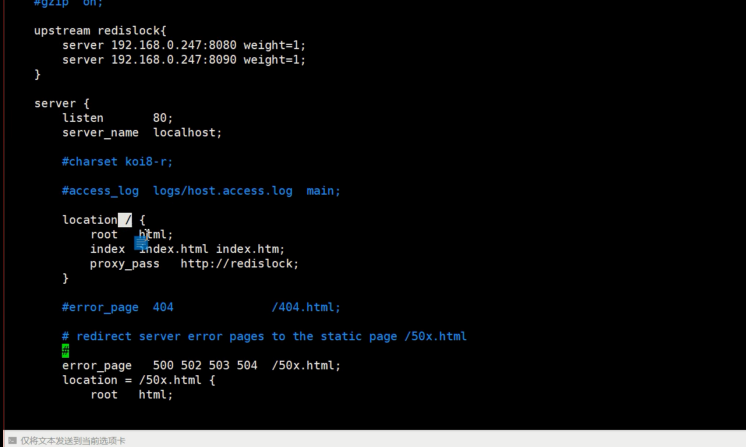 #gzip  on;
upstream redislock{
server 192.168.0.247:8080 weight=1;
server 192.168.0.247:8090 weight=1;
}
server {
listen       80;
server_name  localhost;
#charset koi8-r;
#access_log  logs/host.access.log  main;
location / {
root   html;
index  index.html index.htm;
proxy_pass   http://redislock;
}
#error_page  404              /404.html;
# redirect server error pages to the static page /50x.html
#
error_page   500 502 503 504  /50x.html;
location = /50x.html {
root   html;
仅将文本发送到当前选项卡